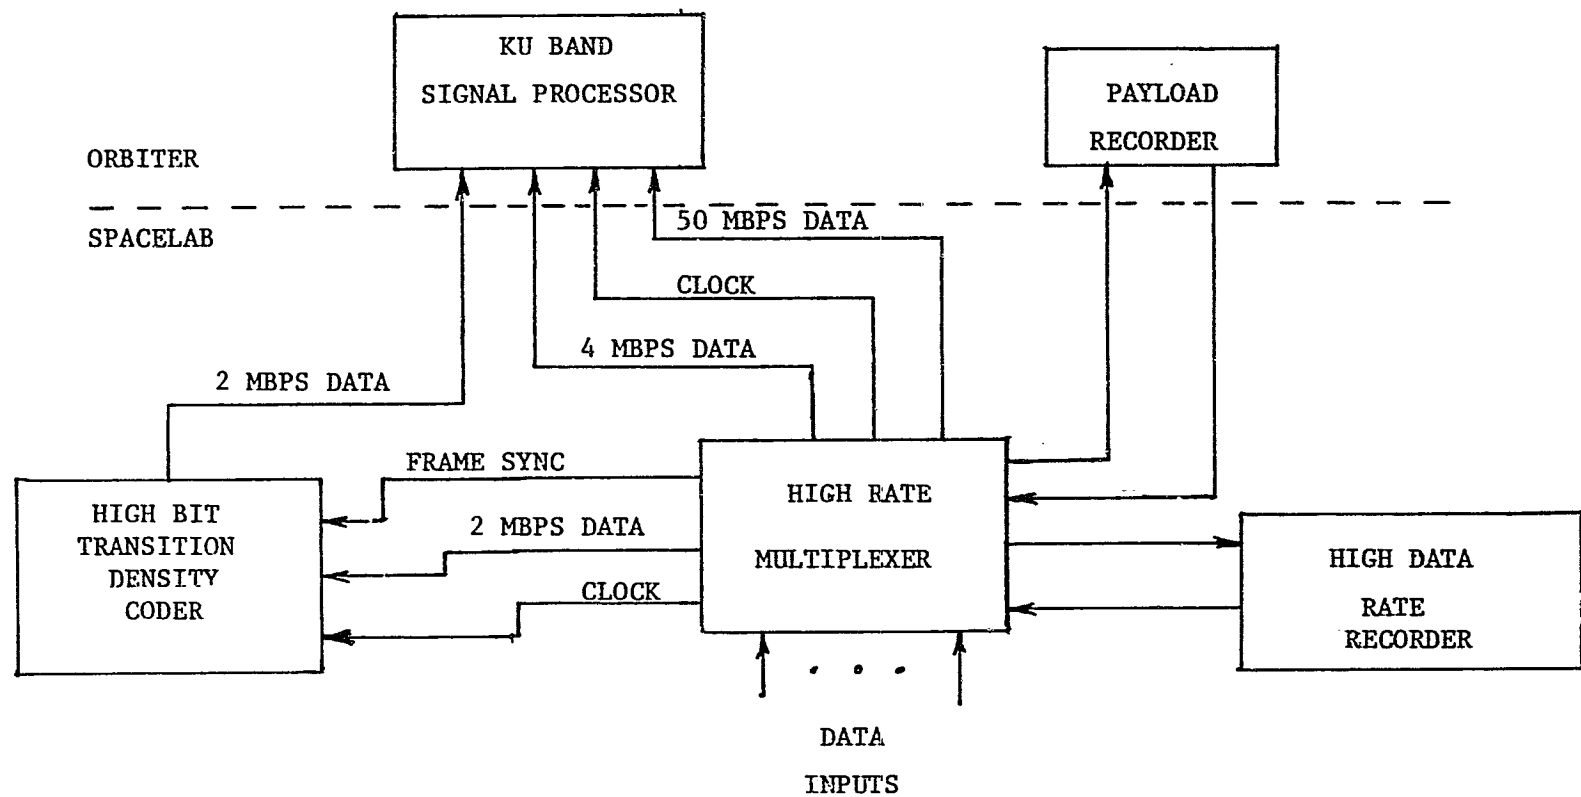 KU BAND
SIGNAL PROCESSOR
PAYLOAD
RECORDER
ORBITER
SPACELAB
50 MBPS DATA
CLOCK
4 MBPS DATA
2 MBPS DATA
FRAME SYNC
2 MBPS DATA
CLOCK
HIGH BIT
TRANSITION
DENSITY
CODER
HIGH RATE
MULTIPLEXER
HIGH DATA
RATE
RECORDER
DATA
INPUTS